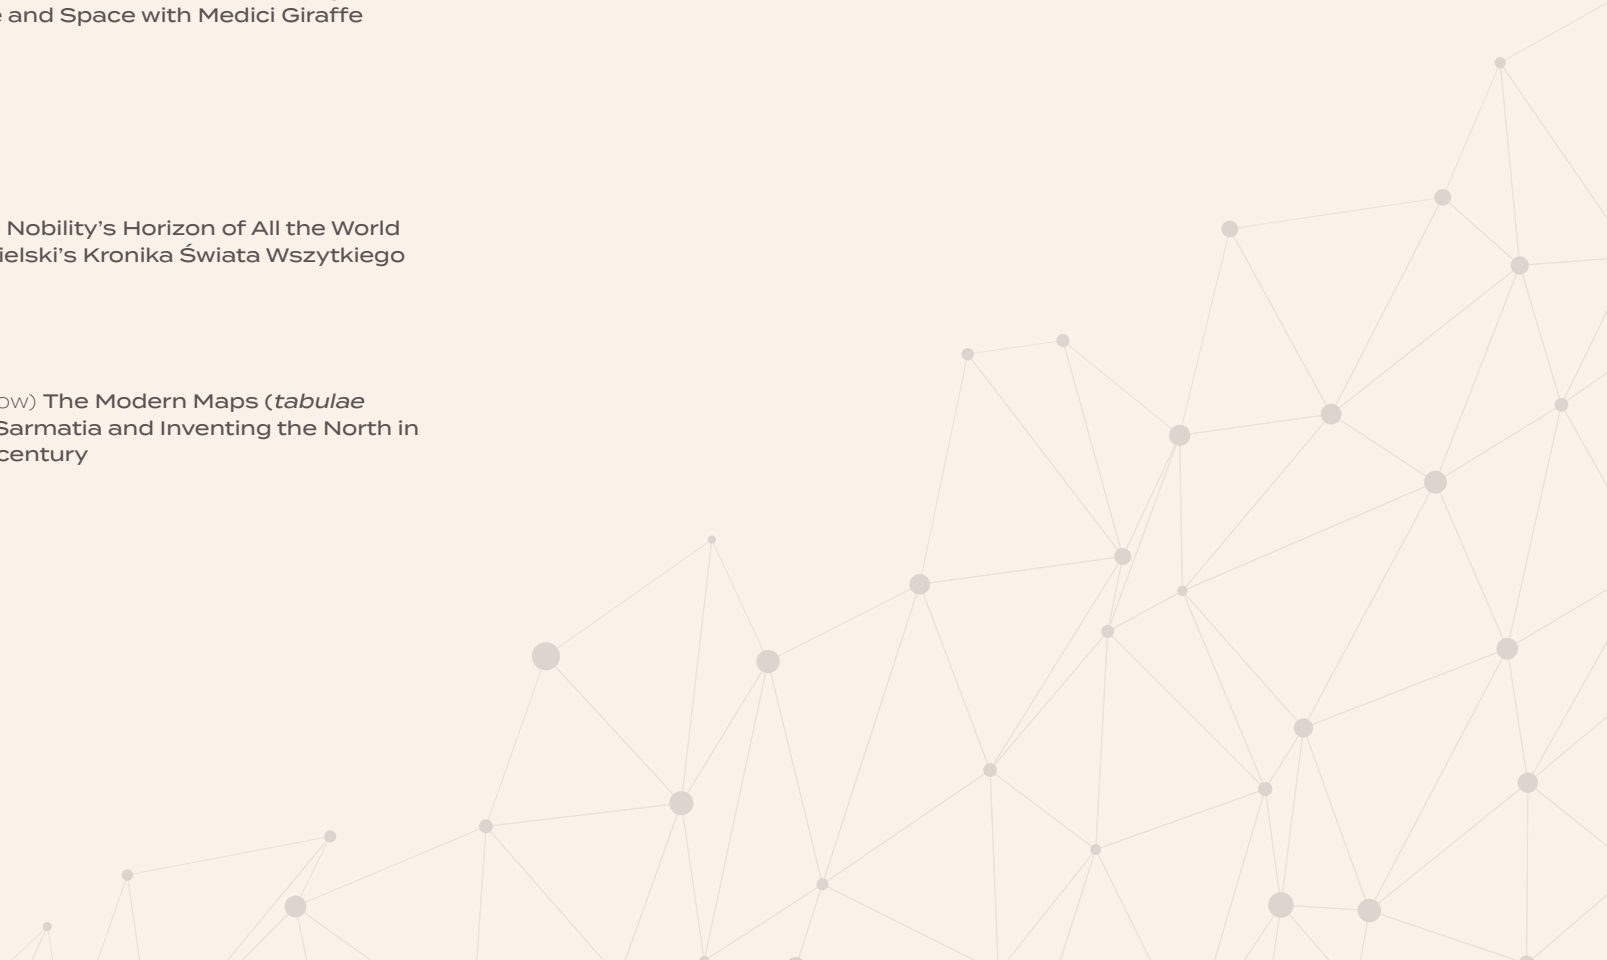 and Space with Medici Giraffe
Nobility’s Horizon of All the World
ielski’s Kronika Świata Wszytkiego
ow) The Modern Maps (tabulae
Sarmatia and Inventing the North in
century